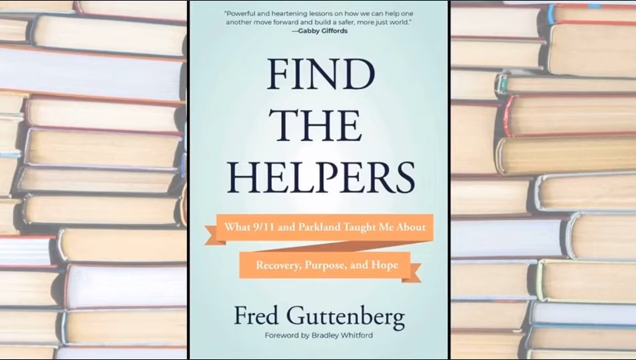 "Powerful and heartening lessons on how we can help one
another move forward and build a safer, more just world."
—Gabby Giffords
FIND
THE
HELPERS
What 9/11 and Parkland Taught Me About
Recovery, Purpose, and Hope
Fred Guttenberg
Foreword by Bradley Whitford